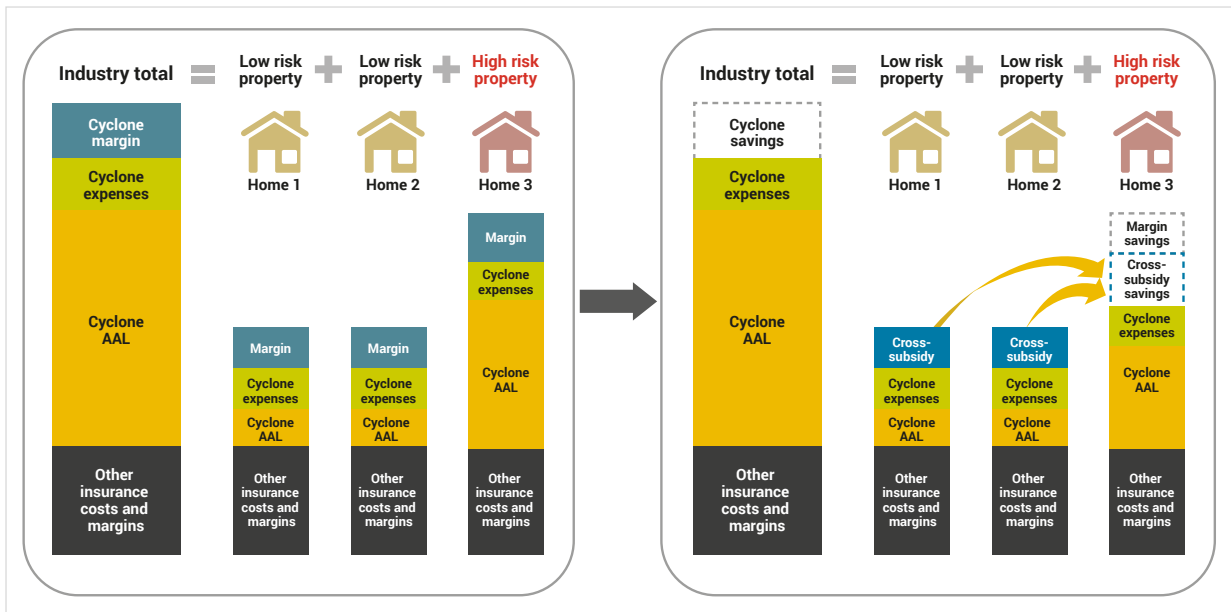 Industry total
=
Low risk
property
+
Low risk
property
+
High risk
property
Cyclone
margin
Cyclone
expenses
Cyclone
AAL
Other
insurance
costs and
margins
Home 1
Margin
Cyclone
expenses
Cyclone
AAL
Other
insurance
costs and
margins
Home 2
Margin
Cyclone
expenses
Cyclone
AAL
Other
insurance
costs and
margins
Home 3
Margin
Cyclone
expenses
Cyclone
AAL
Other
insurance
costs and
margins
Industry total
=
Low risk
property
+
Low risk
property
+
High risk
property
Cyclone
savings
Cyclone
expenses
Cyclone
AAL
Other
insurance
costs and
margins
Home 1
Cross-
subsidy
Cyclone
expenses
Cyclone
AAL
Other
insurance
costs and
margins
Home 2
Cross-
subsidy
Cyclone
expenses
Cyclone
AAL
Other
insurance
costs and
margins
Home 3
Margin
savings
Cross-
subsidy
savings
Cyclone
expenses
Cyclone
AAL
Other
insurance
costs and
margins